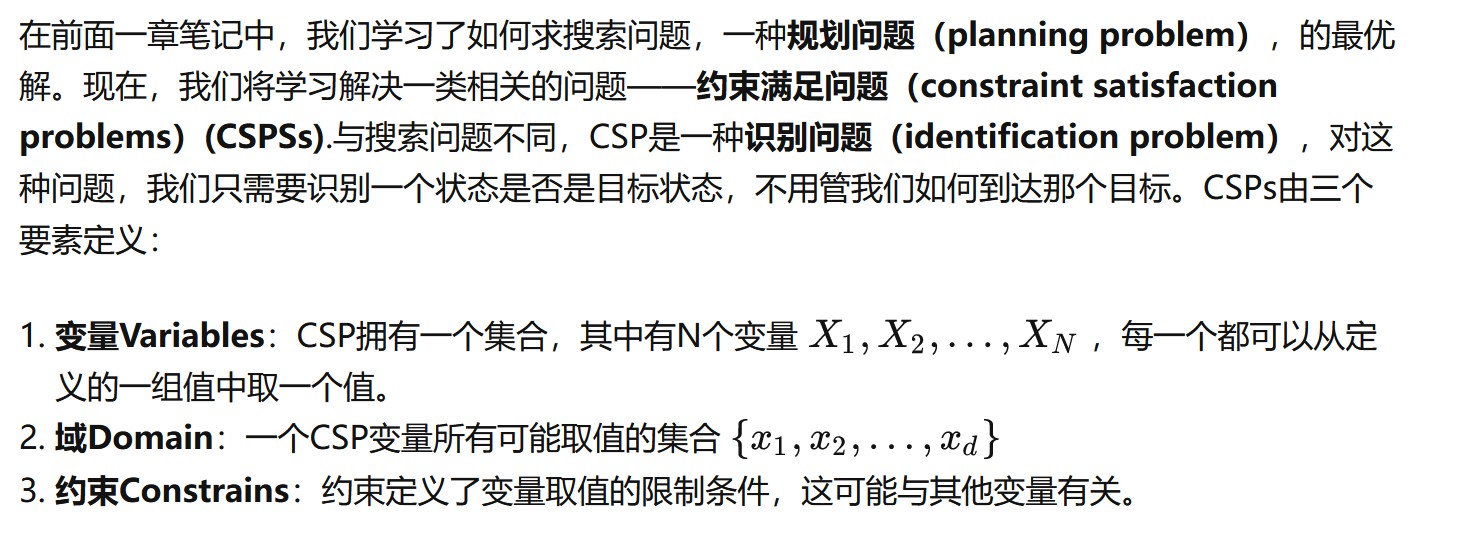 在前面一章笔记中，我们学习了如何求搜索问题，一种规划问题（planning problem），的最优
解。现在，我们将学习解决一类相关的问题——约束满足问题（constraint satisfaction
problems）(CSPSs).与搜索问题不同，CSP是一种识别问题（identification problem），对这
种问题，我们只需要识别一个状态是否是目标状态，不用管我们如何到达那个目标。CSPs由三个
要素定义：
1. 变量Variables：CSP拥有一个集合，其中有N个变量 X₁, X₂, . . . , X_N ，每一个都可以从定
义的一组值中取一个值。
2. 域Domain：一个CSP变量所有可能取值的集合 {x₁, x₂, . . . , x_d}
3. 约束Constrains：约束定义了变量取值的限制条件，这可能与其他变量有关。